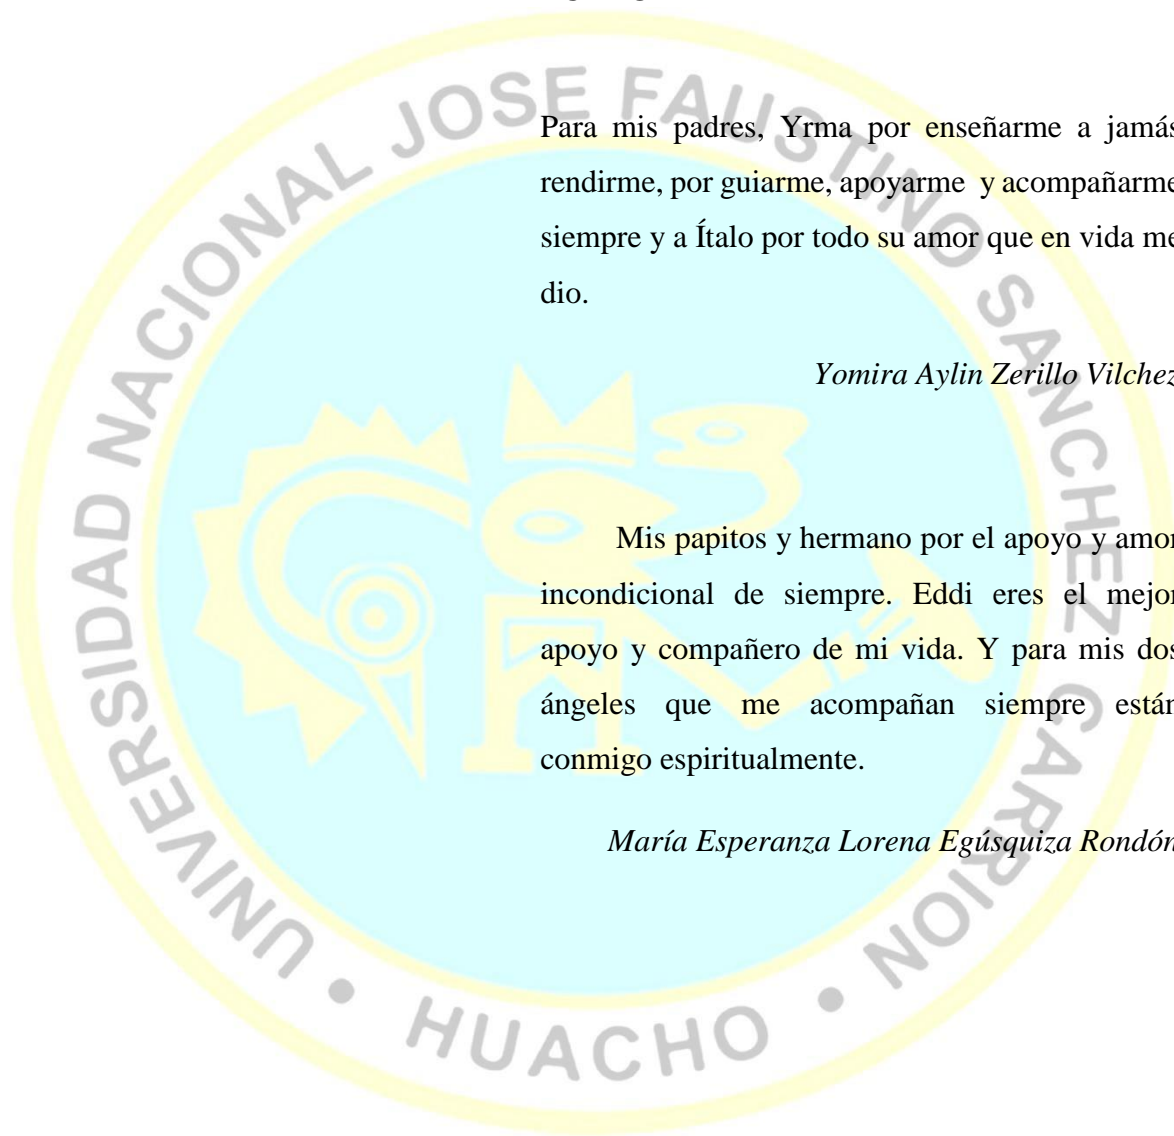 Para mis padres, Yrma por enseñarme a jamás
rendirme, por guiarme, apoyarme y acompañarme
siempre y a Ítalo por todo su amor que en vida me
dio.
Yomira Aylin Zerillo Vilchez
Mis papitos y hermano por el apoyo y amor
incondicional de siempre. Eddi eres el mejor
apoyo y compañero de mi vida. Y para mis dos
ángeles que me acompañan siempre están
conmigo espiritualmente.
María Esperanza Lorena Egúsquiza Rondón
UNIVERSIDAD NACIONAL JOSE FAUSTINO SANCHEZ CARRION
• HUACHO •